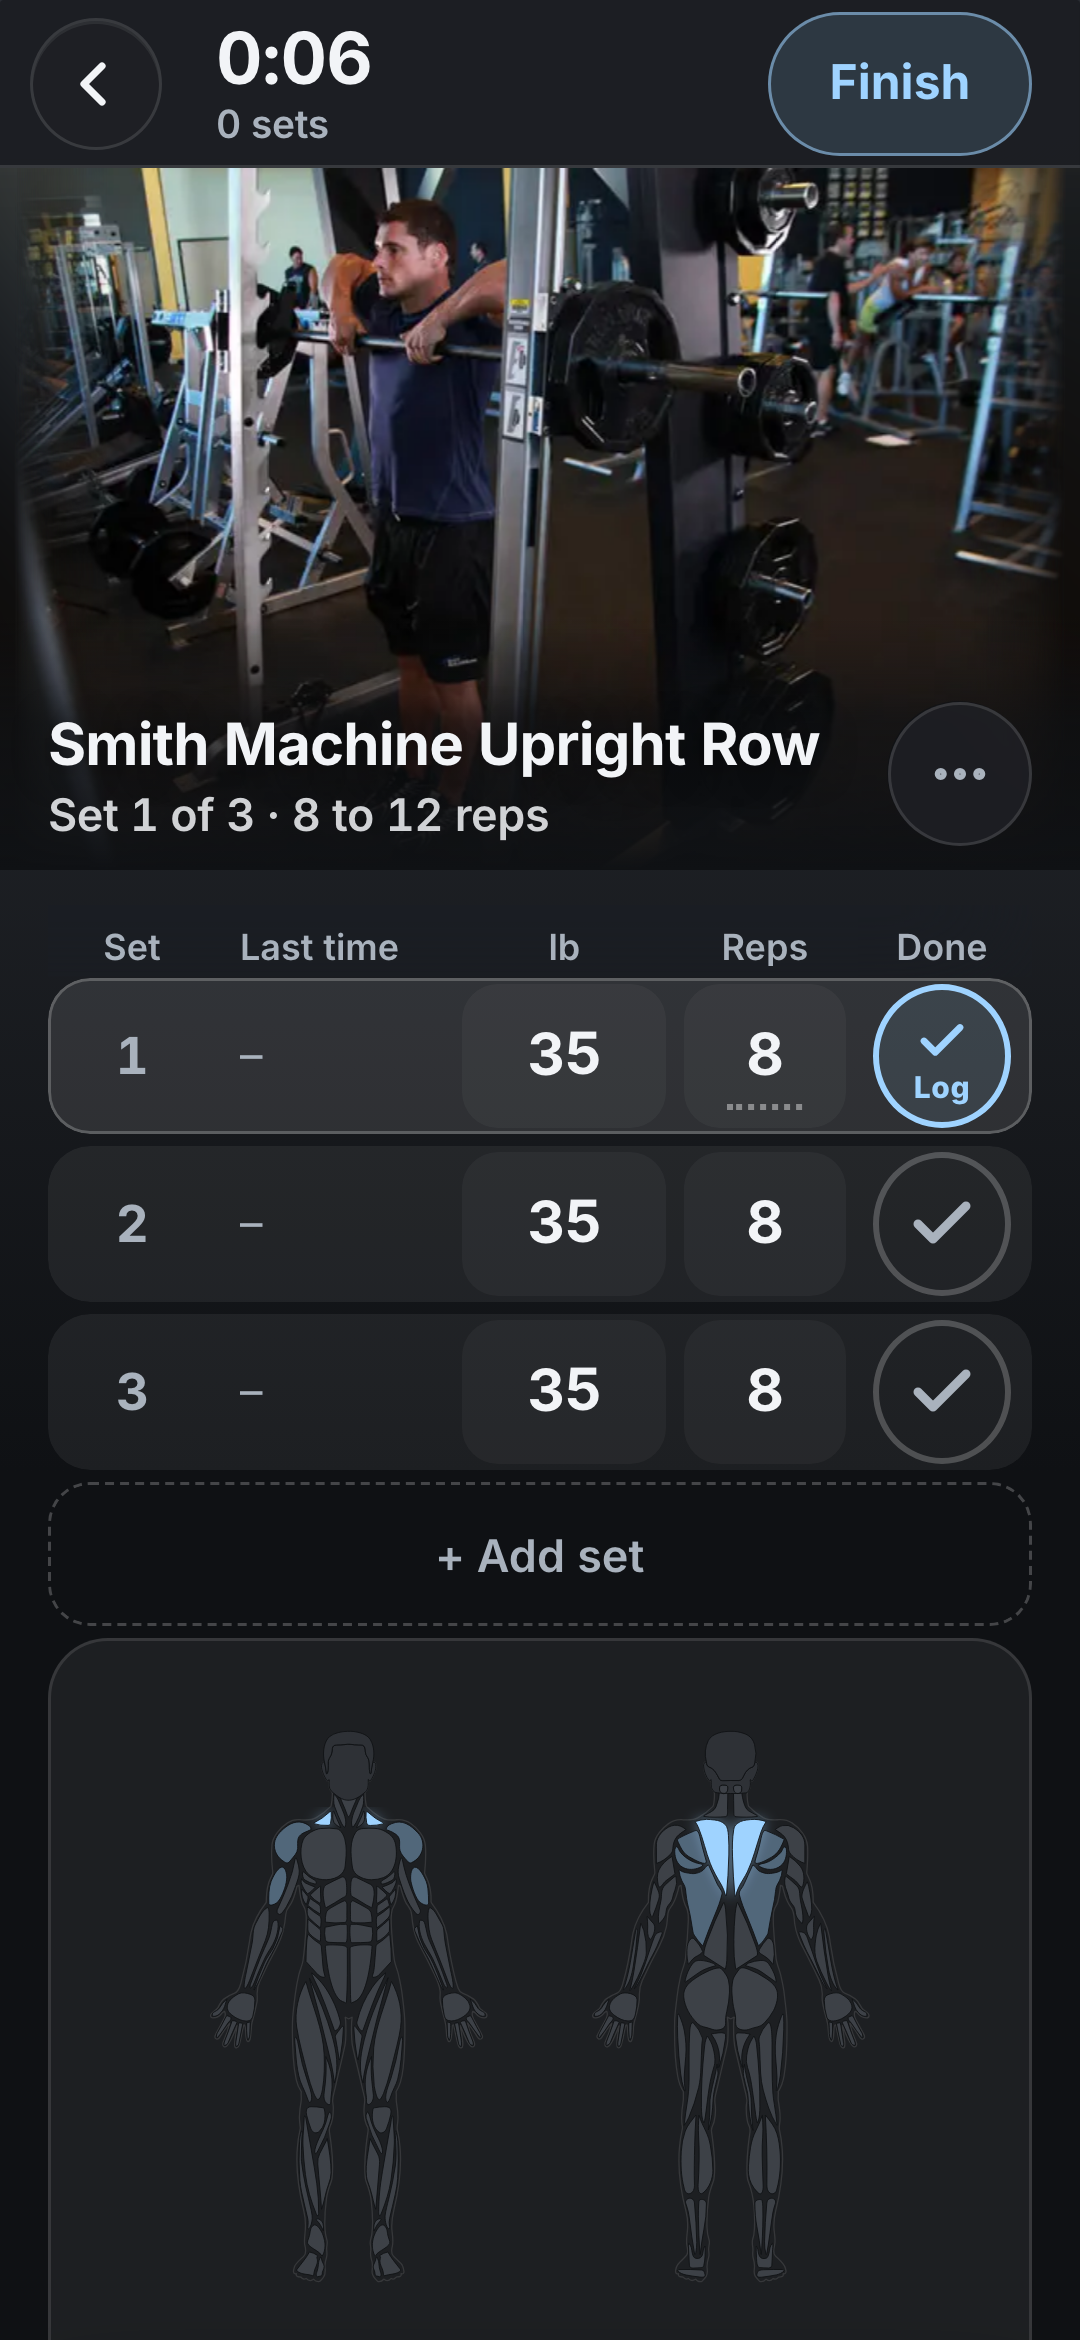 0:06
0 sets
Finish
Smith Machine Upright Row
Set 1 of 3 · 8 to 12 reps
Set Last time lb Reps Done
1 – 35 8 Log
2 – 35 8
3 – 35 8
+ Add set